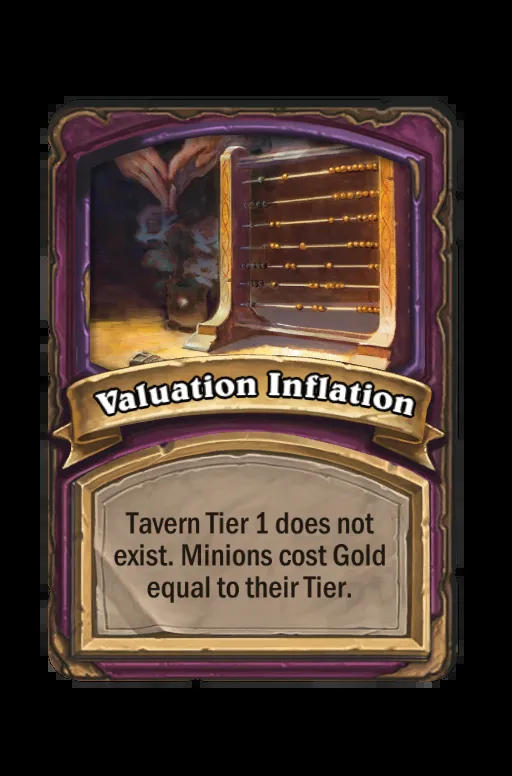 Valuation Inflation
Tavern Tier 1 does not
exist. Minions cost Gold
equal to their Tier.